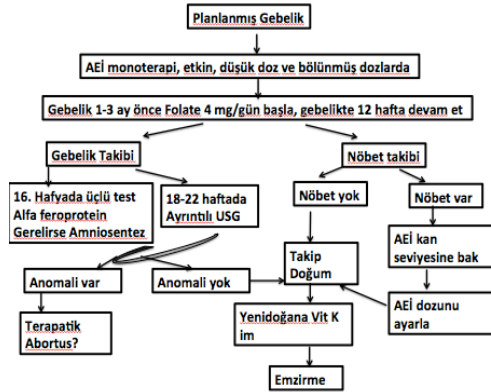 Planlanmış Gebelik
AEİ monoterapi, etkin, düşük doz ve bölünmüş dozlarda
Gebelik 1-3 ay önce Folate 4 mg/gün başla, gebelikte 12 hafta devam et
Gebelik Takibi
Nöbet takibi
16. Hafyada üçlü test
Alfa feroprotein
Gerelirse Amniosentez
18-22 haftada
Ayrıntılı USG
Nöbet yok
Nöbet var
Anomali var
Anomali yok
Takip
Doğum
AEİ kan
seviyesine bak
Terapatik
Abortus?
Yenidoğana Vit K
im
AEİ dozunu
ayarla
Emzirme